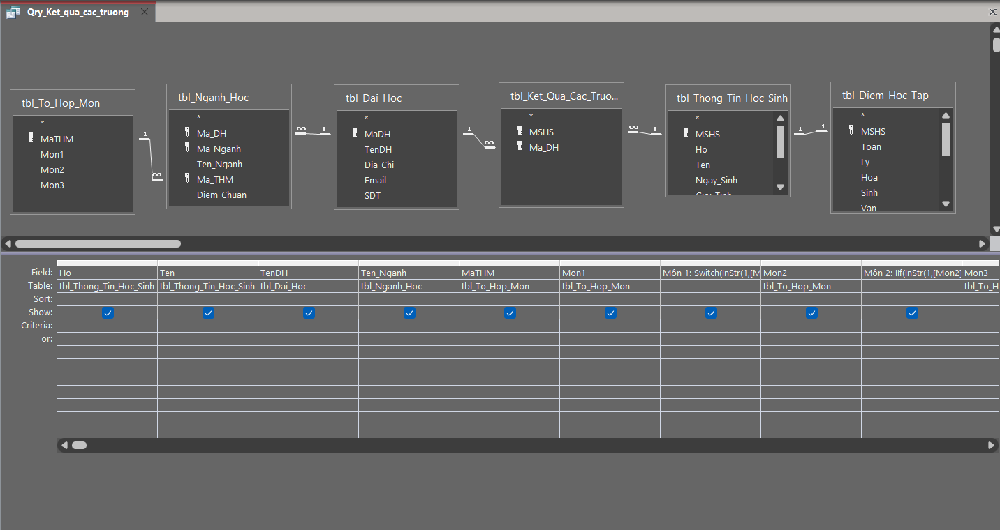 Qry_Ket_qua_cac_truong
tbl_To_Hop_Mon
*
MaTHM
Mon1
Mon2
Mon3
1
∞
tbl_Nganh_Hoc
*
Ma_DH
Ma_Nganh
Ten_Nganh
Ma_THM
Diem_Chuan
∞
1
tbl_Dai_Hoc
*
MaDH
TenDH
Dia_Chi
Email
SDT
1
∞
tbl_Ket_Qua_Cac_Truo...
*
MSHS
Ma_DH
∞
1
tbl_Thong_Tin_Hoc_Sinh
*
MSHS
Ho
Ten
Ngay_Sinh
Gioi_Tinh
1
1
tbl_Diem_Hoc_Tap
*
MSHS
Toan
Ly
Hoa
Sinh
Van
Field: Ho Ten TenDH Ten_Nganh MaTHM Mon1 Môn 1: Switch(InStr(1,[M Mon2 Môn 2: IIf(InStr(1,[Mon2] Mon3
Table: tbl_Thong_Tin_Hoc_Sinh tbl_Thong_Tin_Hoc_Sinh tbl_Dai_Hoc tbl_Nganh_Hoc tbl_To_Hop_Mon tbl_To_Hop_Mon tbl_To_Hop_Mon tbl_To_H
Sort:
Show:
Criteria:
or: